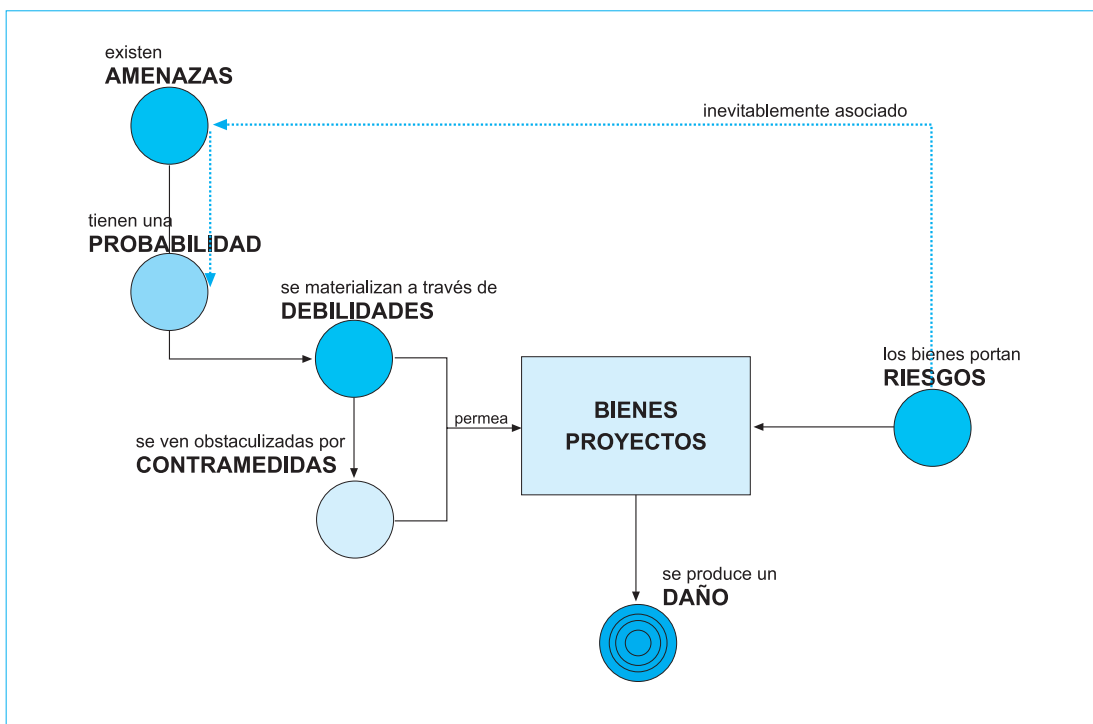 existen
AMENAZAS
inevitablemente asociado
tienen una
PROBABILIDAD
se materializan a través de
DEBILIDADES
se ven obstaculizadas por
CONTRAMEDIDAS
permea
BIENES
PROYECTOS
los bienes portan
RIESGOS
se produce un
DAÑO